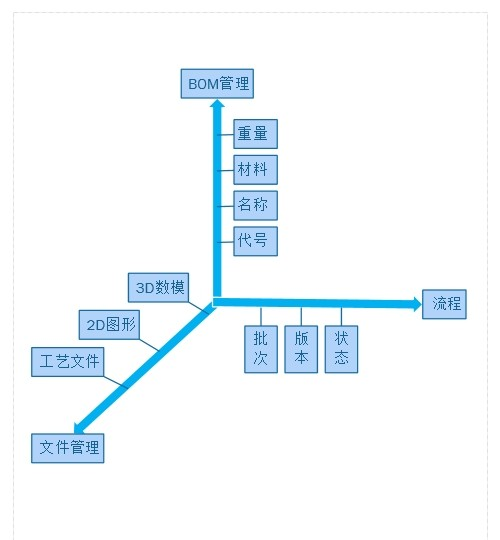 BOM管理
重量
材料
名称
代号
3D数模
2D图形
工艺文件
文件管理
流程
批
次
版
本
状
态